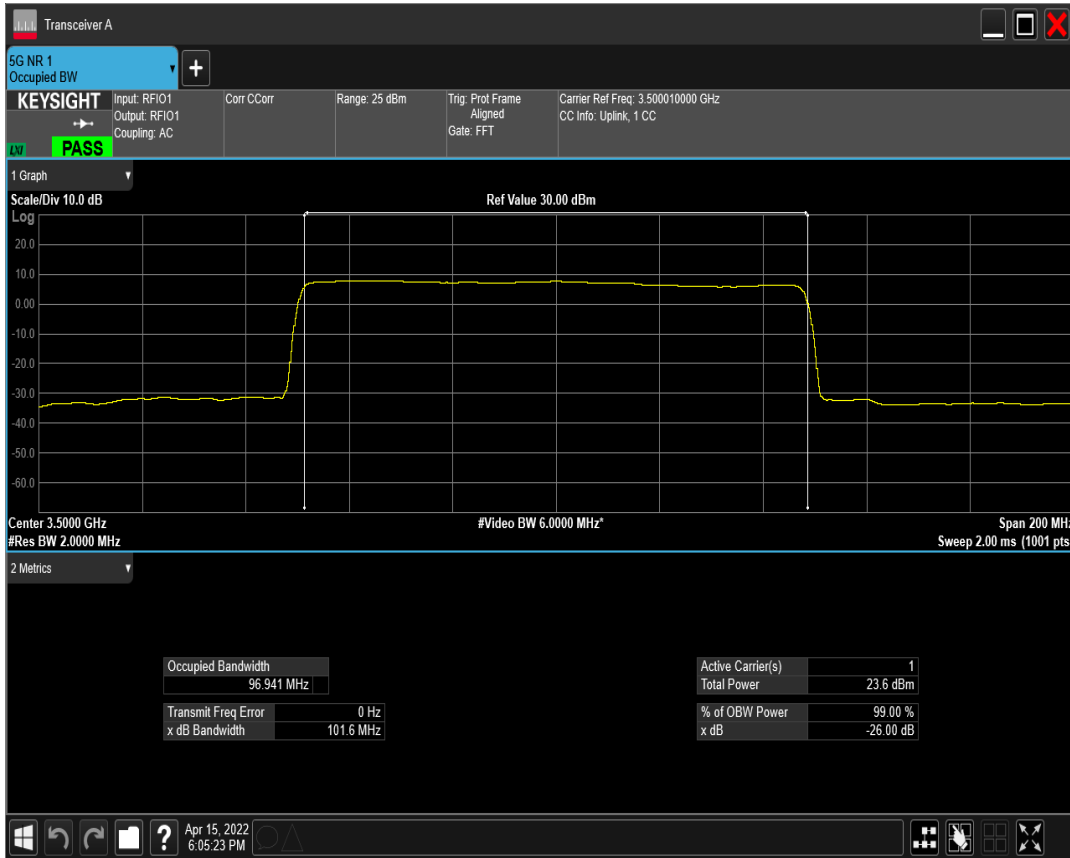 Transceiver A
5G NR 1
Occupied BW
KEYSIGHT
LXI
PASS
Input: RFIO1
Output: RFIO1
Coupling: AC
Corr CCorr
Range: 25 dBm
Trig: Prot Frame
Aligned
Gate: FFT
Carrier Ref Freq: 3.500010000 GHz
CC Info: Uplink, 1 CC
1 Graph
Scale/Div 10.0 dB
Ref Value 30.00 dBm
Log
20.0
10.0
0.00
-10.0
-20.0
-30.0
-40.0
-50.0
-60.0
Center 3.5000 GHz
#Video BW 6.0000 MHz*
Span 200 MHz
#Res BW 2.0000 MHz
Sweep 2.00 ms (1001 pts
2 Metrics
Occupied Bandwidth
96.941 MHz
Transmit Freq Error 0 Hz
x dB Bandwidth 101.6 MHz
Active Carrier(s) 1
Total Power 23.6 dBm
% of OBW Power 99.00 %
x dB -26.00 dB
?
Apr 15, 2022
6:05:23 PM